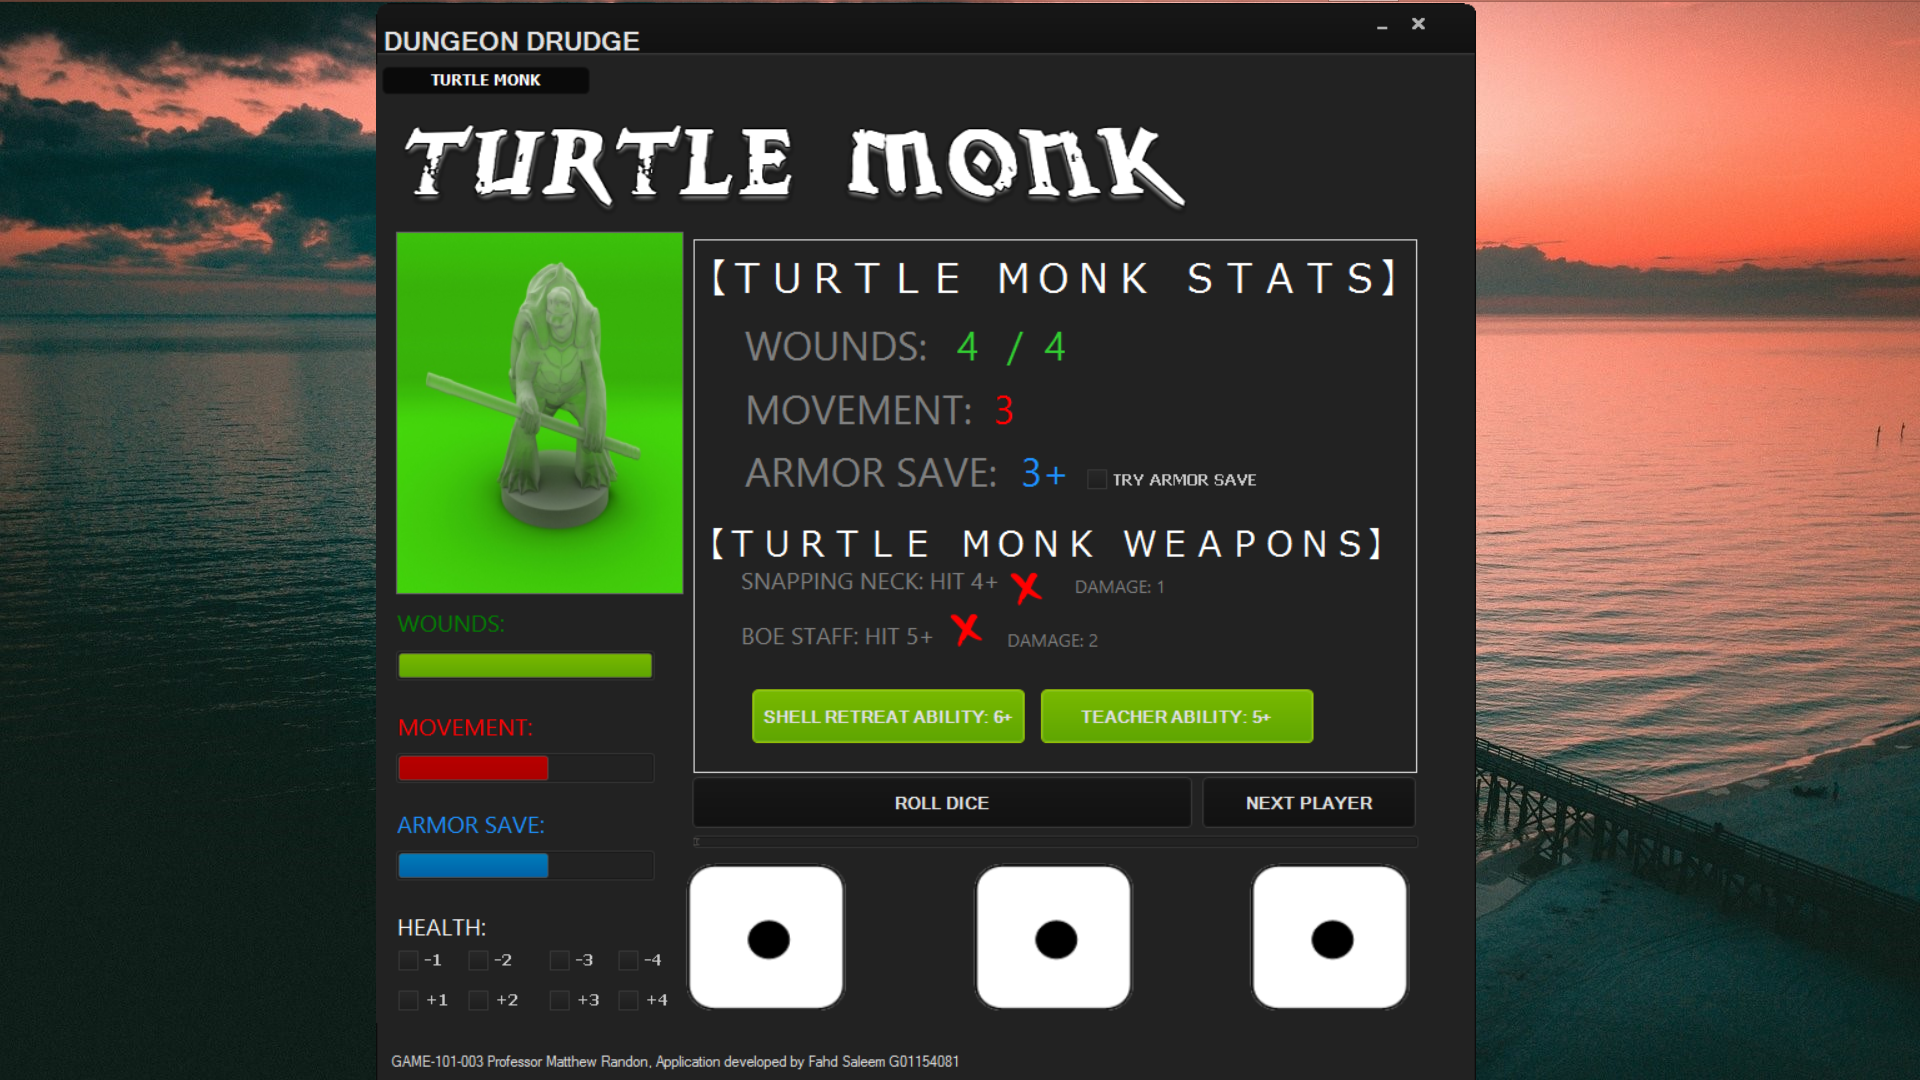 DUNGEON DRUDGE
TURTLE MONK
TURTLE MONK
【TURTLE MONK STATS】
WOUNDS: 4 / 4
MOVEMENT: 3
ARMOR SAVE: 3+ TRY ARMOR SAVE
【TURTLE MONK WEAPONS】
SNAPPING NECK: HIT 4+ DAMAGE: 1
BOE STAFF: HIT 5+ DAMAGE: 2
SHELL RETREAT ABILITY: 6+ TEACHER ABILITY: 5+
ROLL DICE NEXT PLAYER
WOUNDS:
MOVEMENT:
ARMOR SAVE:
HEALTH:
-1 -2 -3 -4
+1 +2 +3 +4
GAME-101-003 Professor Matthew Randon, Application developed by Fahd Saleem G01154081